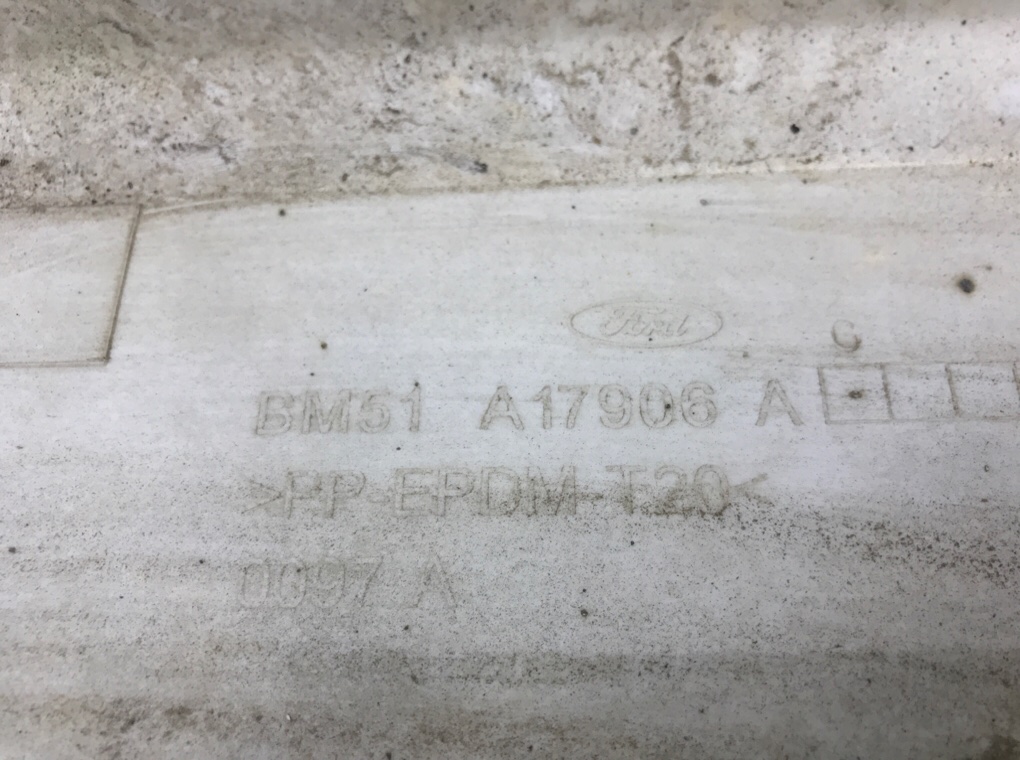 Ford
C
BM51 A17906 A
>PP-EPDM-T20<
0097 A